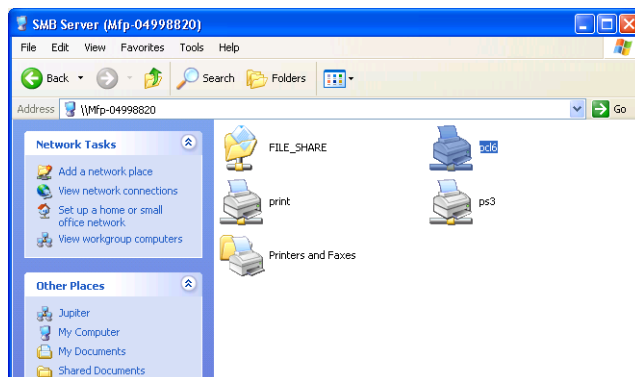 SMB Server (Mfp-04998820)
File Edit View Favorites Tools Help
Back Search Folders
Address \\Mfp-04998820 Go
Network Tasks
Add a network place
View network connections
Set up a home or small
office network
View workgroup computers
Other Places
Jupiter
My Computer
My Documents
Shared Documents
FILE_SHARE
pcl6
print
ps3
Printers and Faxes